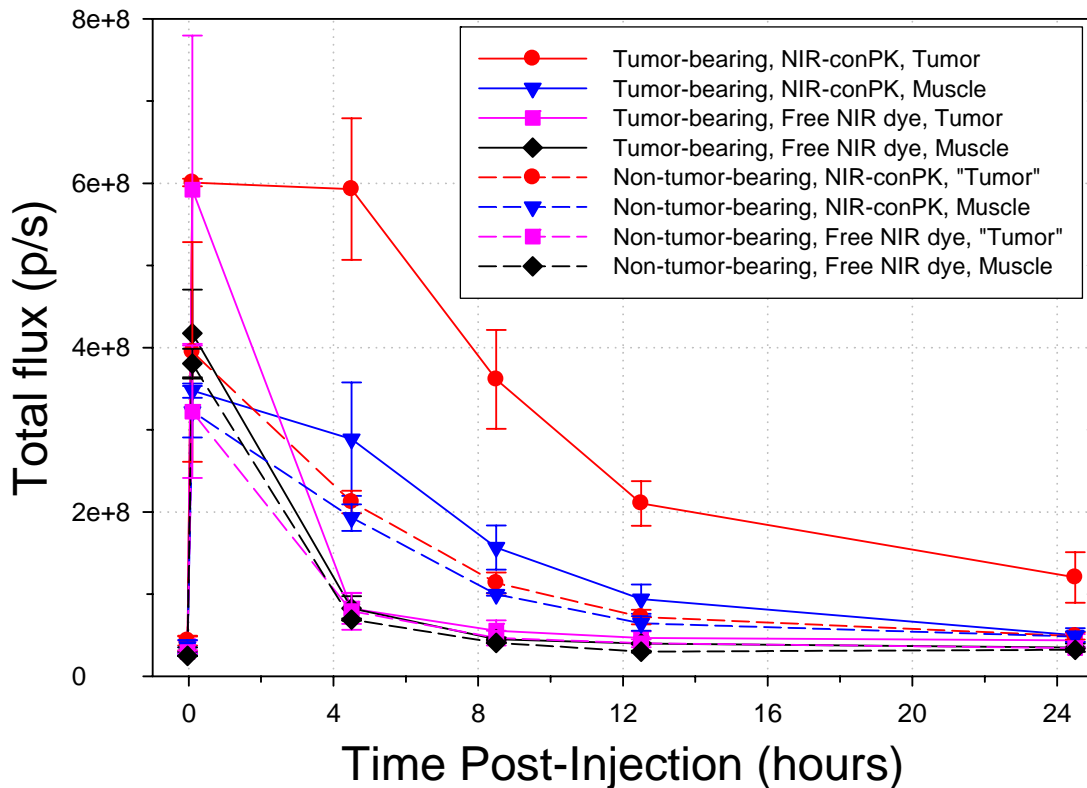 8e+8
6e+8
4e+8
2e+8
0
Total flux (p/s)
Tumor-bearing, NIR-conPK, Tumor
Tumor-bearing, NIR-conPK, Muscle
Tumor-bearing, Free NIR dye, Tumor
Tumor-bearing, Free NIR dye, Muscle
Non-tumor-bearing, NIR-conPK, "Tumor"
Non-tumor-bearing, NIR-conPK, Muscle
Non-tumor-bearing, Free NIR dye, "Tumor"
Non-tumor-bearing, Free NIR dye, Muscle
0 4 8 12 16 20 24
Time Post-Injection (hours)